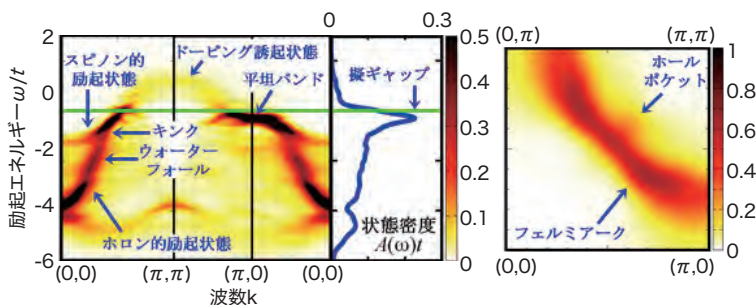 0
0.3
2
0
-2
-4
-6
励起エネルギーω/t
スピノン的
励起状態
ドーピング誘起状態
平坦バンド
キンク
ウォーター
フォール
ホロン的励起状態
擬ギャップ
状態密度
A(ω)t
(0,0)
(π,π)
(π,0)
(0,0)
波数k
0.5
0.4
0.3
0.2
0.1
0
(0,π)
(π,π)
ホール
ポケット
フェルミアーク
(0,0)
(π,0)
1
0.8
0.6
0.4
0.2
0